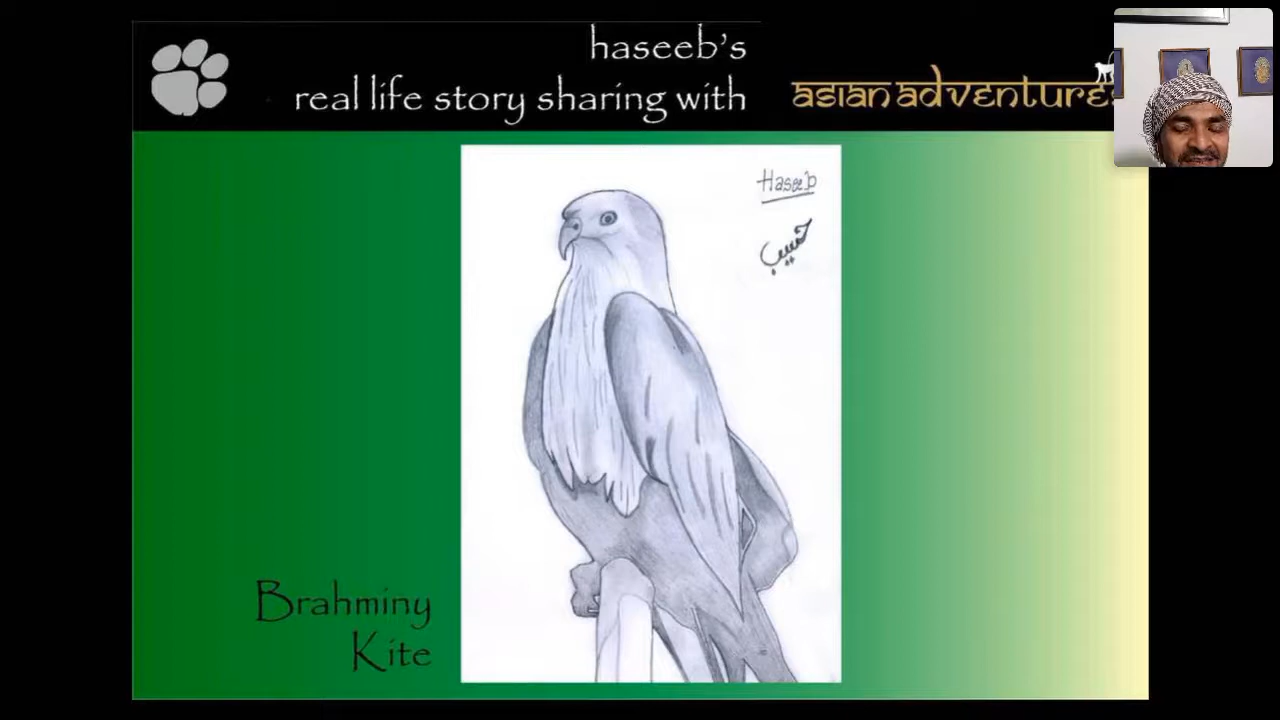 haseeb's
real life story sharing with
asian adventures
Haseeb
حسیب
Brahminy
Kite